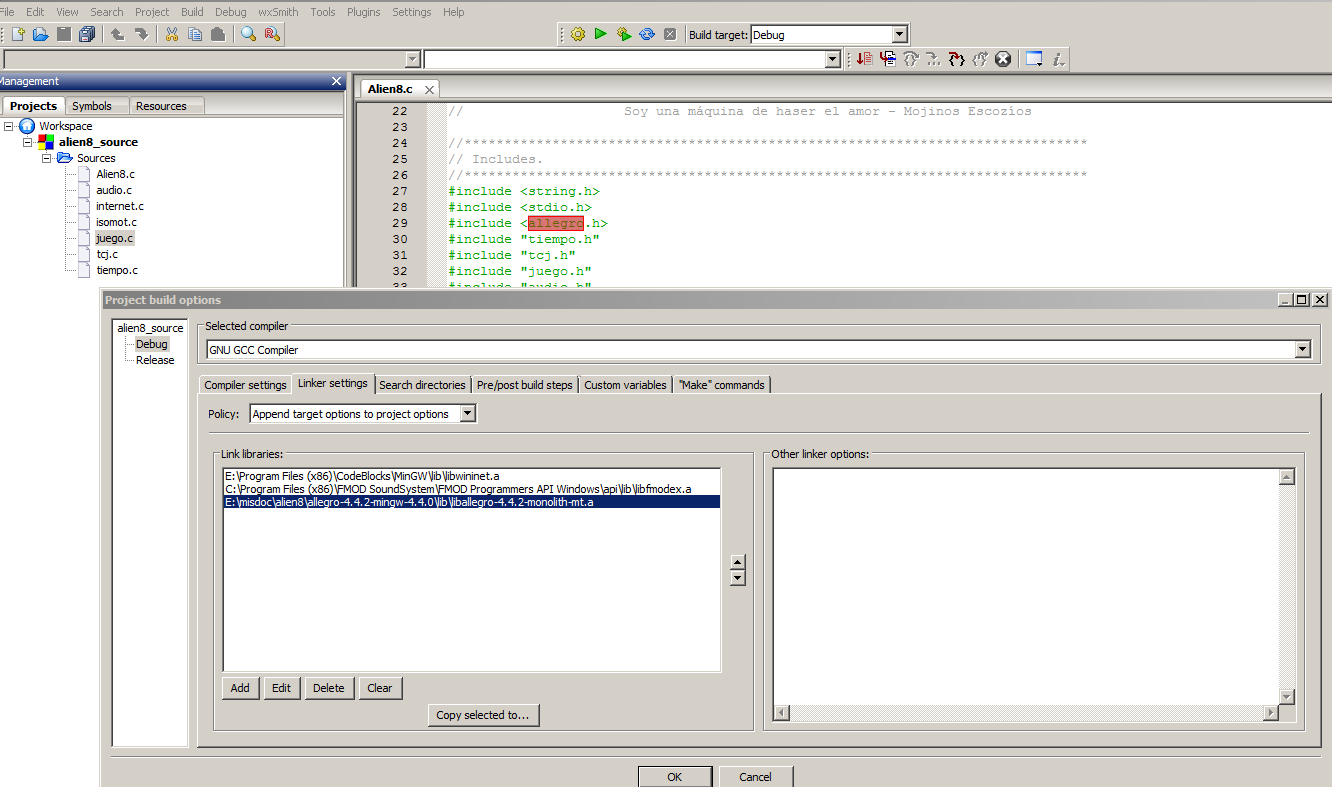 File Edit View Search Project Build Debug wxSmith Tools Plugins Settings Help
Build target: Debug
Management
Projects Symbols Resources
Workspace
alien8_source
Sources
Alien8.c
audio.c
internet.c
isomot.c
juego.c
tcj.c
tiempo.c
Alien8.c
22 // Soy una máquina de haser el amor - Mojinos Escozíos
23
24 //******************************************************************************
25 // Includes.
26 //******************************************************************************
27 #include <string.h>
28 #include <stdio.h>
29 #include <allegro.h>
30 #include "tiempo.h"
31 #include "tcj.h"
32 #include "juego.h"
33 #include "audio.h"
Project build options
alien8_source
Debug
Release
Selected compiler
GNU GCC Compiler
Compiler settings Linker settings Search directories Pre/post build steps Custom variables "Make" commands
Policy: Append target options to project options
Link libraries:
E:\Program Files (x86)\CodeBlocks\MinGW\lib\libwininet.a
C:\Program Files (x86)\FMOD SoundSystem\FMOD Programmers API Windows\api\lib\libfmodex.a
E:\misdoc\alien8\allegro-4.4.2-mingw-4.4.0\lib\liballegro-4.4.2-monolith-mt.a
Add Edit Delete Clear
Copy selected to...
Other linker options:
OK Cancel